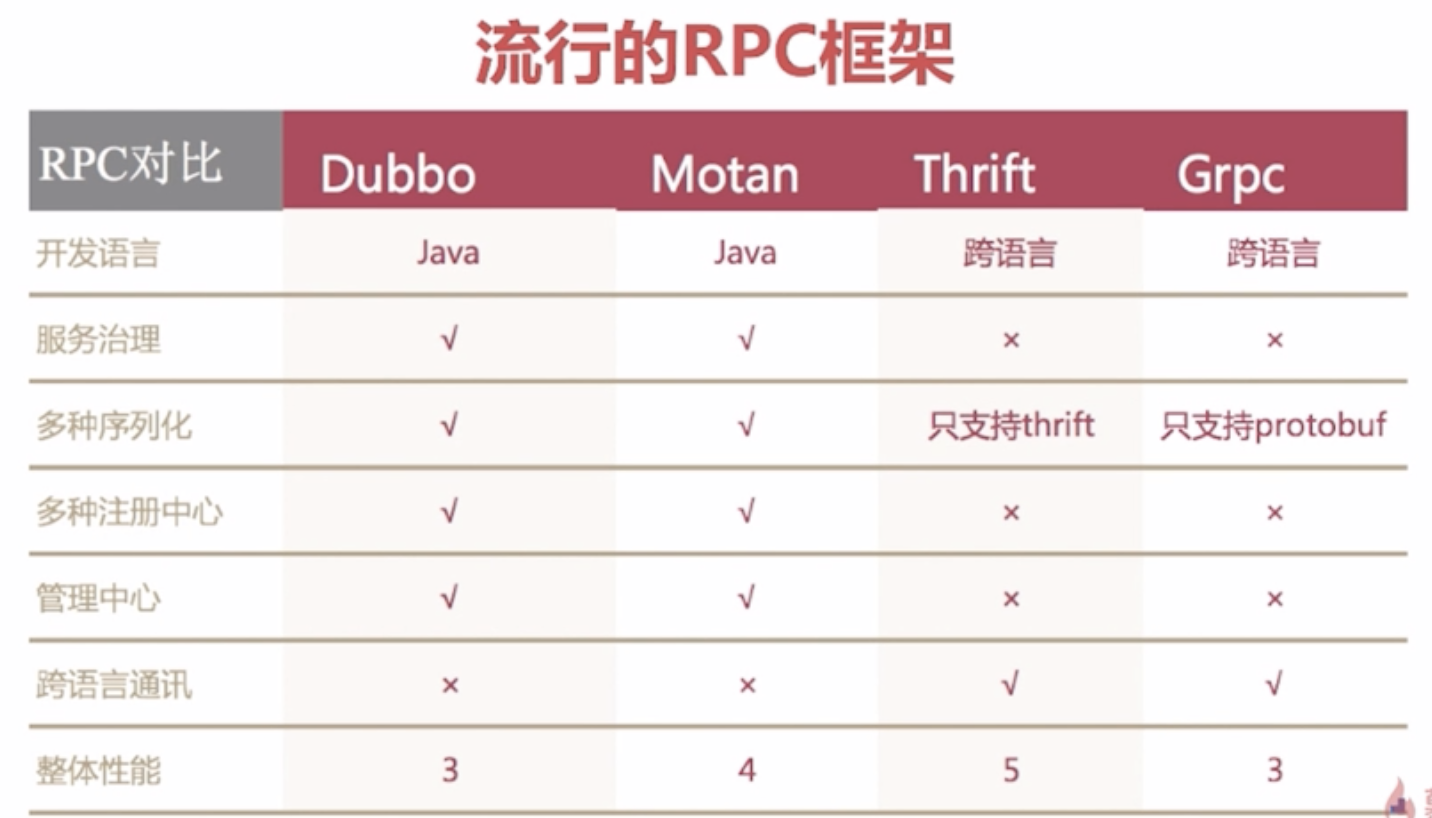 流行的RPC框架
RPC对比 Dubbo Motan Thrift Grpc
开发语言 Java Java 跨语言 跨语言
服务治理 √ √ × ×
多种序列化 √ √ 只支持thrift 只支持protobuf
多种注册中心 √ √ × ×
管理中心 √ √ × ×
跨语言通讯 × × √ √
整体性能 3 4 5 3